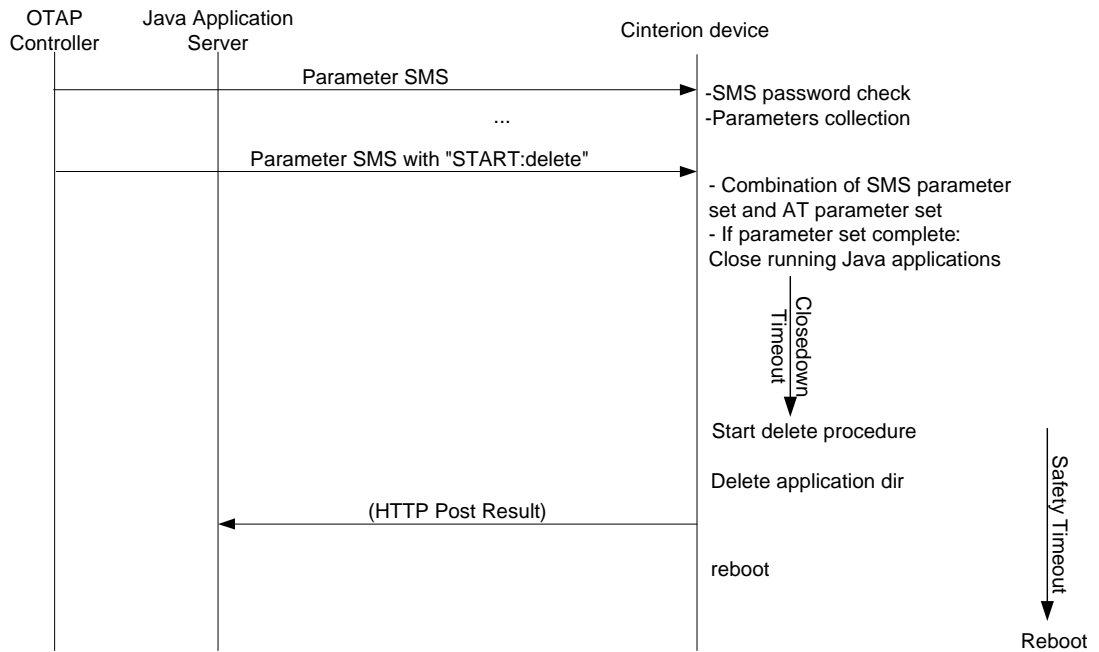 OTAP
Controller
Java Application
Server
Cinterion device
Parameter SMS
-SMS password check
-Parameters collection
...
Parameter SMS with "START:delete"
- Combination of SMS parameter
set and AT parameter set
- If parameter set complete:
Close running Java applications
Closedown
Timeout
Start delete procedure
Delete application dir
Safety Timeout
(HTTP Post Result)
reboot
Reboot